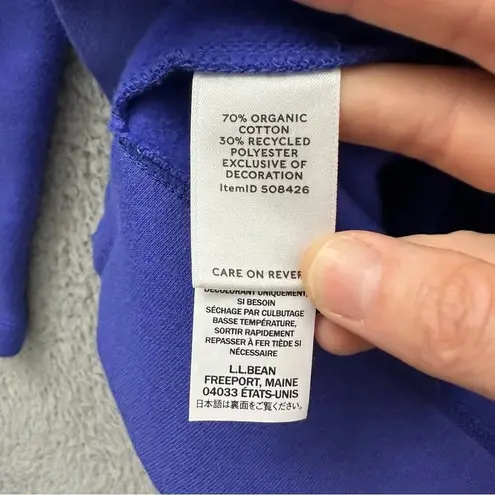 70% ORGANIC
COTTON
30% RECYCLED
POLYESTER
EXCLUSIVE OF
DECORATION
ItemID 508426
CARE ON REVER
DÉCOLORANT UNIQUEMENT,
SI BESOIN
SÉCHAGE PAR CULBUTAGE
BASSE TEMPÉRATURE,
SORTIR RAPIDEMENT
REPASSER À FER TIÈDE SI
NÉCESSAIRE
L.L.BEAN
FREEPORT, MAINE
04033 ÉTATS-UNIS
日本語は裏面をご覧ください。